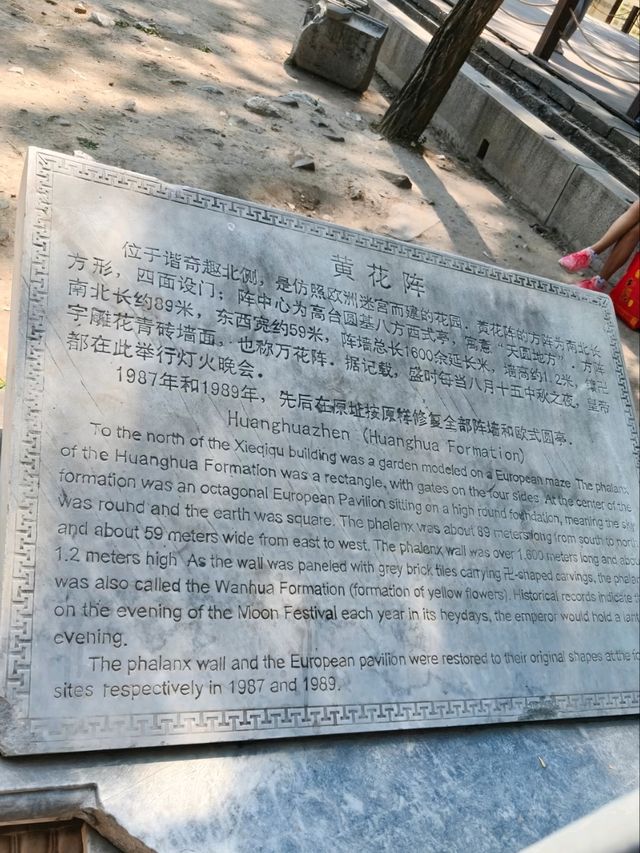 黄花阵
位于谐奇趣北侧，是仿照欧洲迷宫而建的花园．黄花阵的方阵为南北长
方形，四面设门；阵中心为高台圆基八方西式亭，寓意“天圆地方”．方阵
南北长约89米，东西宽约59米，阵墙总长1600余延长米，墙高约1.2米，镶卍
字雕花青砖墙面，也称万花阵．据记载，盛时每当八月十五中秋之夜，皇帝
都在此举行灯火晚会．
1987年和1989年，先后在原址按原样修复全部阵墙和欧式圆亭．
Huanghuazhen (Huanghua Formation)
To the north of the Xieqiqu building was a garden modeled on a European maze. The phalanx
of the Huanghua Formation was a rectangle, with gates on the four sides. At the center of the
formation was an octagonal European Pavilion sitting on a high round foundation, meaning the sky
was round and the earth was square. The phalanx was about 89 meters long from south to north
and about 59 meters wide from east to west. The phalanx wall was over 1,600 meters long and about
1.2 meters high. As the wall was paneled with grey brick tiles carrying 卍-shaped carvings, the
was also called the Wanhua Formation (formation of yellow flowers). Historical records indicate
on the evening of the Moon Festival each year in its heydays, the emperor would hold a
evening.
The phalanx wall and the European pavilion were restored to their original shapes at the
sites respectively in 1987 and 1989.